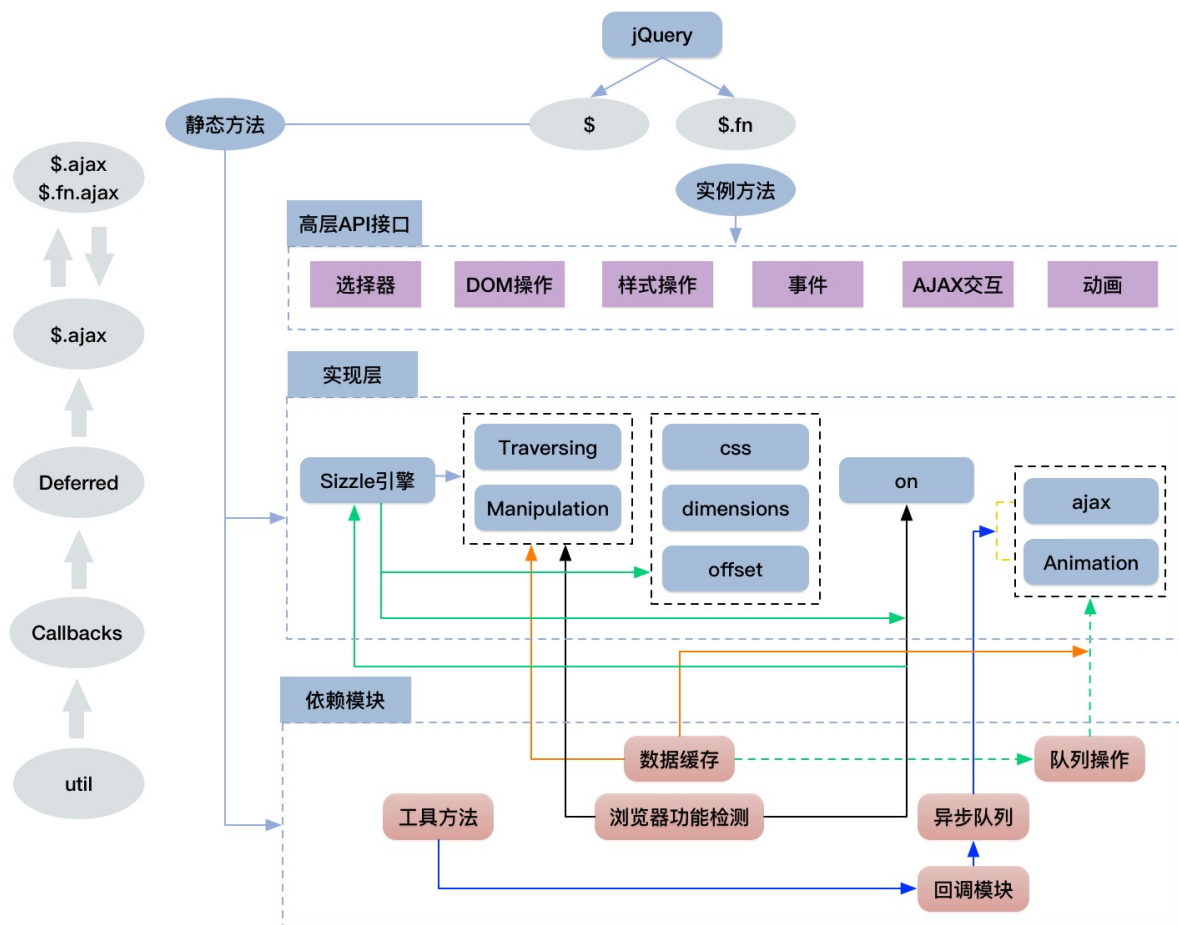 jQuery
静态方法
$
$.fn
$.ajax
$.fn.ajax
实例方法
高层API接口
选择器
DOM操作
样式操作
事件
AJAX交互
动画
$.ajax
实现层
Traversing
css
Sizzle引擎
on
ajax
Manipulation
dimensions
Deferred
offset
Animation
Callbacks
依赖模块
数据缓存
队列操作
util
工具方法
浏览器功能检测
异步队列
回调模块